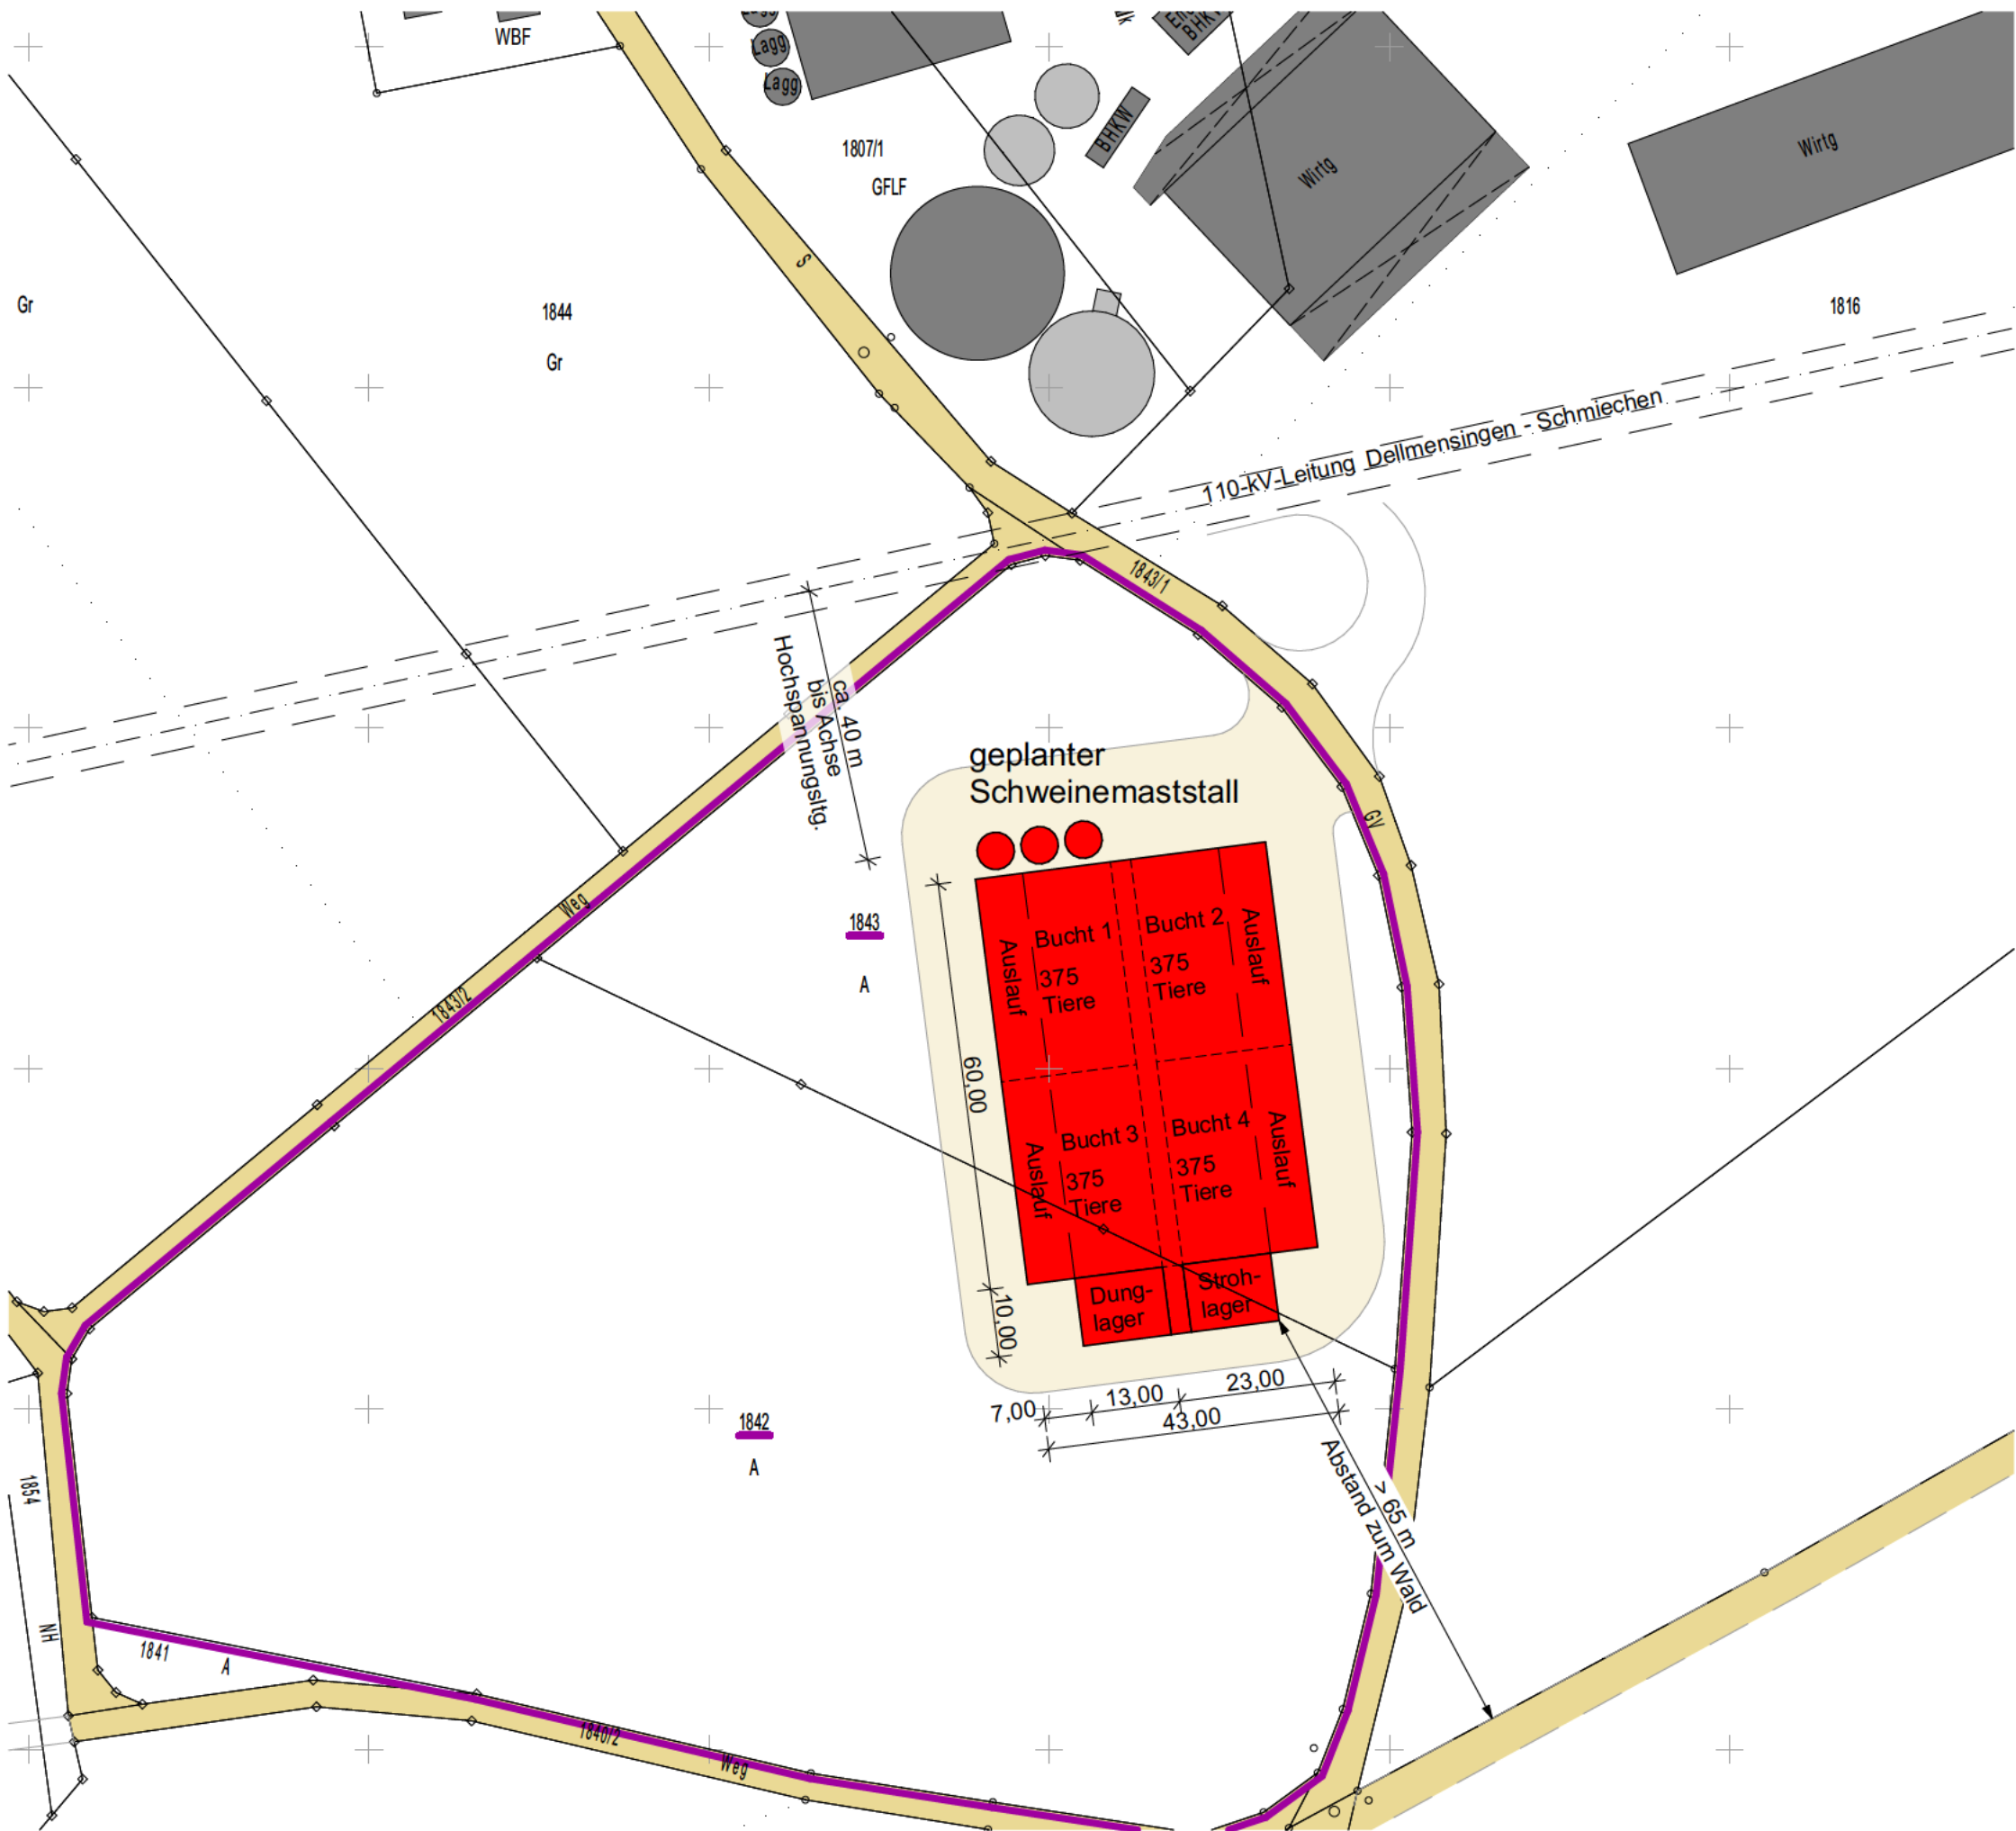 WBF
Lagg
Lagg
BHKW
1807/1
GFLF
BHKW
Wirtg
Wirtg
S
Gr
1844
Gr
1816
110-kV-Leitung Dellmensingen - Schmiechen
1843/1
ca. 40 m
bis Achse
Hochspannungsltg.
geplanter
Schweinemaststall
GV
Weg
1843
A
1843/2
Auslauf
Bucht 1
375
Tiere
Bucht 2
375
Tiere
Auslauf
60,00
Auslauf
Bucht 3
375
Tiere
Bucht 4
375
Tiere
Auslauf
10,00
Dung-
lager
Stroh-
lager
7,00
13,00
23,00
43,00
1842
A
> 65 m
Abstand zum Wald
1854
NH
1841
A
1840/2
Weg